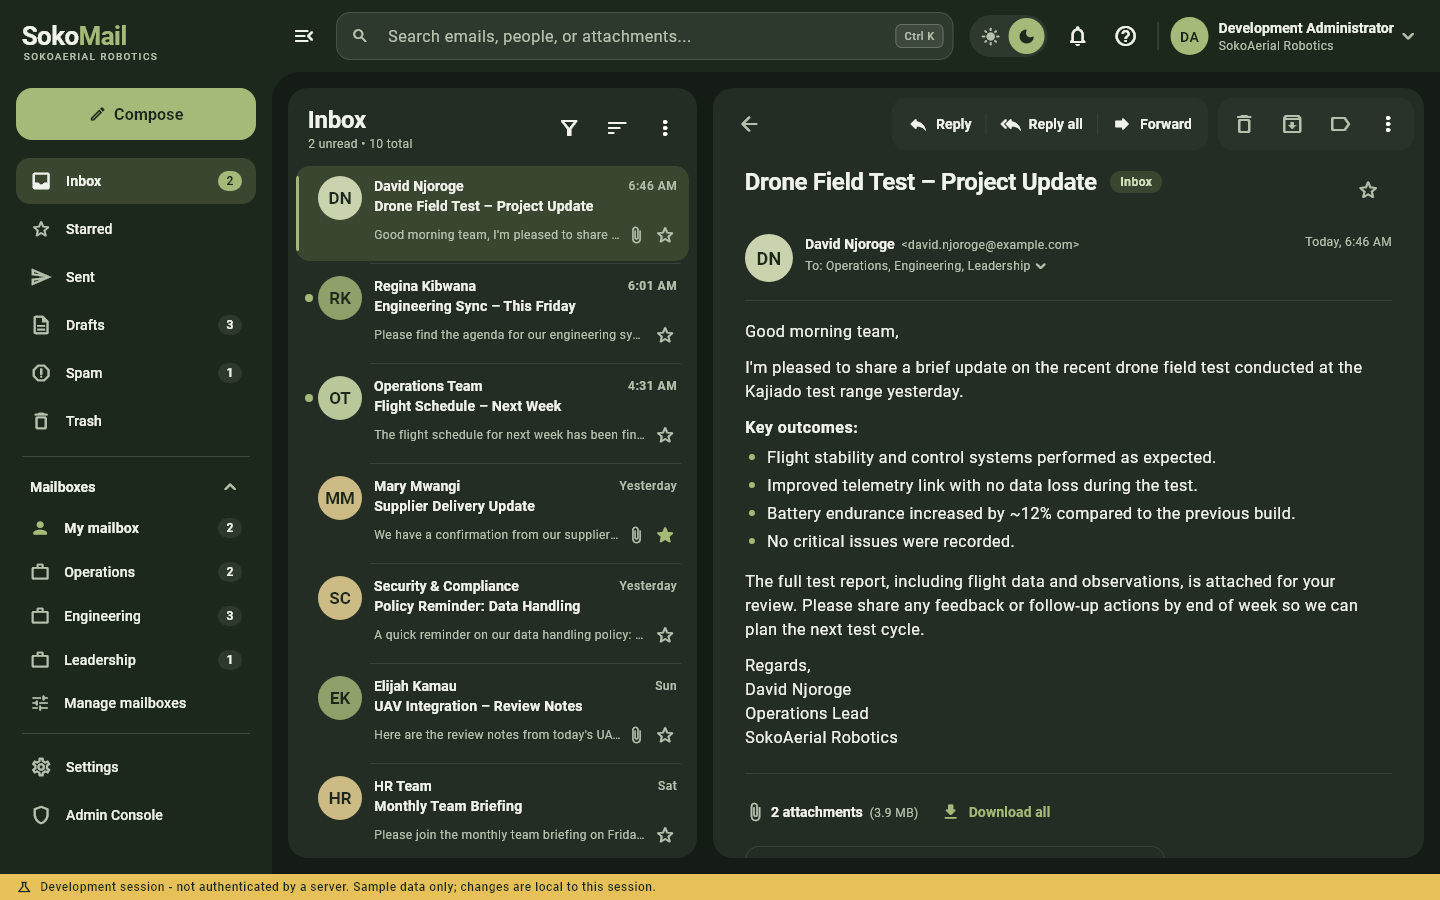 SokoMail
SOKOAERIAL ROBOTICS
Search emails, people, or attachments...
Ctrl K
DA
Development Administrator
SokoAerial Robotics
Compose
Inbox 2
Starred
Sent
Drafts 3
Spam 1
Trash
Mailboxes
My mailbox 2
Operations 2
Engineering 3
Leadership 1
Manage mailboxes
Settings
Admin Console
Inbox
2 unread • 10 total
DN
David Njoroge 6:46 AM
Drone Field Test – Project Update
Good morning team, I'm pleased to share ...
RK
Regina Kibwana 6:01 AM
Engineering Sync – This Friday
Please find the agenda for our engineering sy...
OT
Operations Team 4:31 AM
Flight Schedule – Next Week
The flight schedule for next week has been fin...
MM
Mary Mwangi Yesterday
Supplier Delivery Update
We have a confirmation from our supplier...
SC
Security & Compliance Yesterday
Policy Reminder: Data Handling
A quick reminder on our data handling policy: ...
EK
Elijah Kamau Sun
UAV Integration – Review Notes
Here are the review notes from today's UA...
HR
HR Team Sat
Monthly Team Briefing
Please join the monthly team briefing on Frida...
Reply Reply all Forward
Drone Field Test – Project Update Inbox
DN
David Njoroge <david.njoroge@example.com> Today, 6:46 AM
To: Operations, Engineering, Leadership
Good morning team,
I'm pleased to share a brief update on the recent drone field test conducted at the
Kajiado test range yesterday.
Key outcomes:
• Flight stability and control systems performed as expected.
• Improved telemetry link with no data loss during the test.
• Battery endurance increased by ~12% compared to the previous build.
• No critical issues were recorded.
The full test report, including flight data and observations, is attached for your
review. Please share any feedback or follow-up actions by end of week so we can
plan the next test cycle.
Regards,
David Njoroge
Operations Lead
SokoAerial Robotics
2 attachments (3.9 MB) Download all
Development session - not authenticated by a server. Sample data only; changes are local to this session.